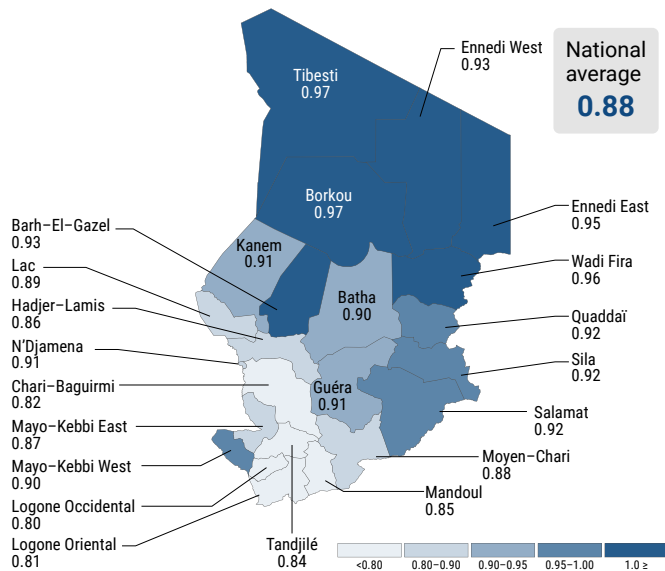 Ennedi West
0.93
National
average
0.88
Tibesti
0.97
Borkou
0.97
Ennedi East
0.95
Barh–El-Gazel
0.93
Kanem
0.91
Wadi Fira
0.96
Lac
0.89
Batha
0.90
Hadjer–Lamis
0.86
Quaddaï
0.92
N'Djamena
0.91
Sila
0.92
Chari-Baguirmi
0.82
Guéra
0.91
Salamat
0.92
Mayo-Kebbi East
0.87
Mayo-Kebbi West
0.90
Moyen–Chari
0.88
Mandoul
0.85
Logone Occidental
0.80
Logone Oriental
0.81
Tandjilé
0.84
<0.80 0.80–0.90 0.90–0.95 0.95–1.00 1.0 ≥